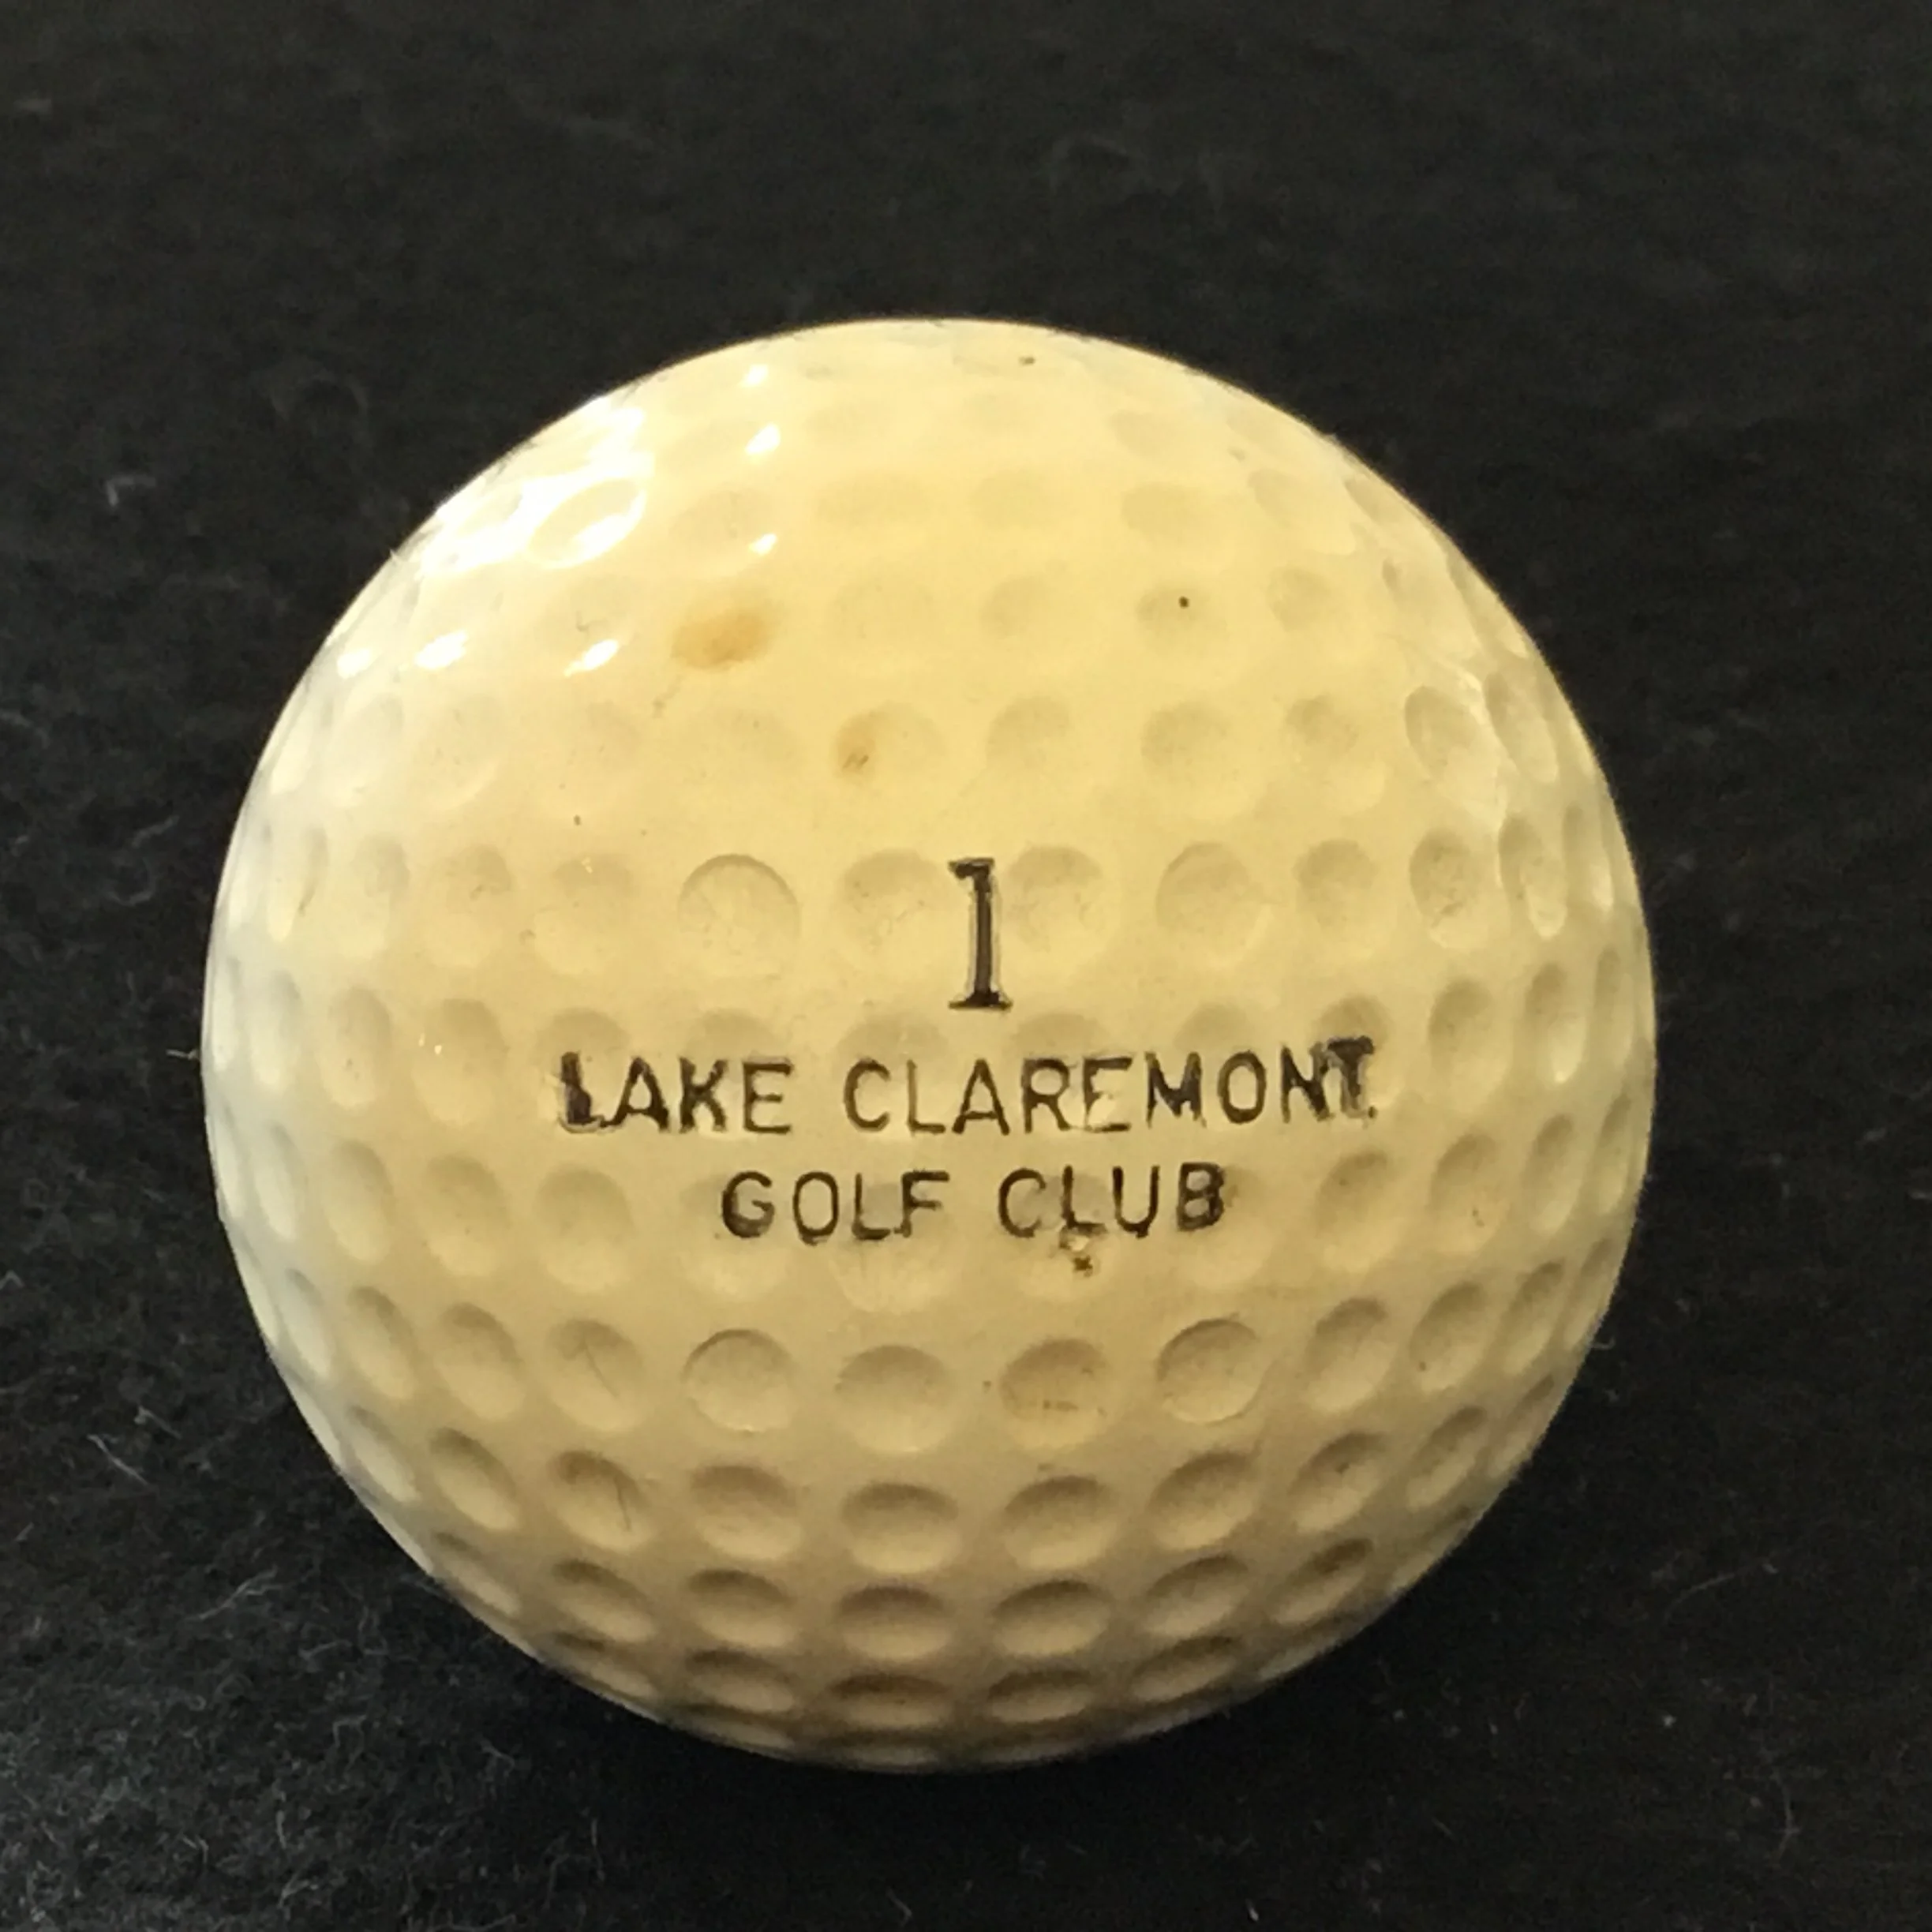 1
LAKE CLAREMONT
GOLF CLUB